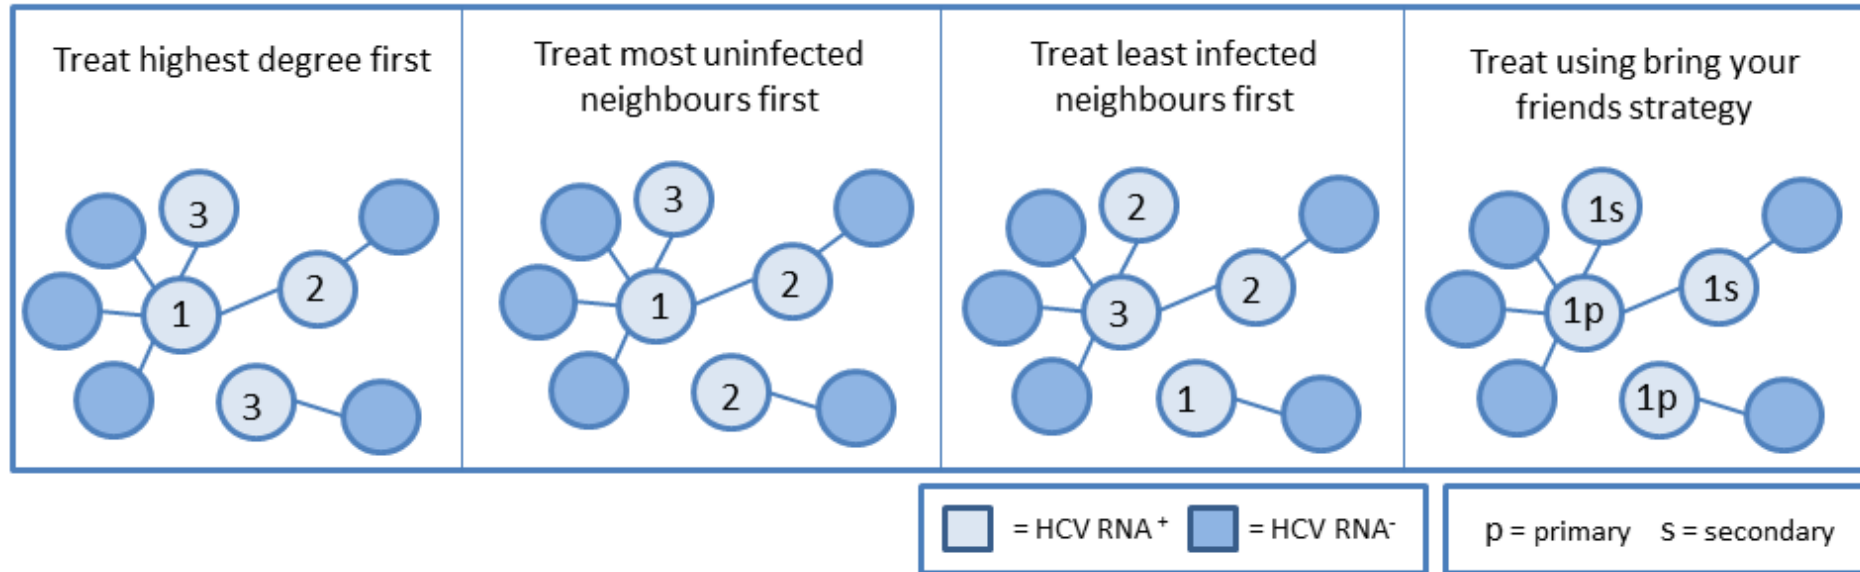 Treat highest degree first
3
2
1
3
Treat most uninfected
neighbours first
3
2
1
2
Treat least infected
neighbours first
2
2
3
1
Treat using bring your
friends strategy
1s
1s
1p
1p
= HCV RNA⁺
= HCV RNA⁻
p = primary s = secondary